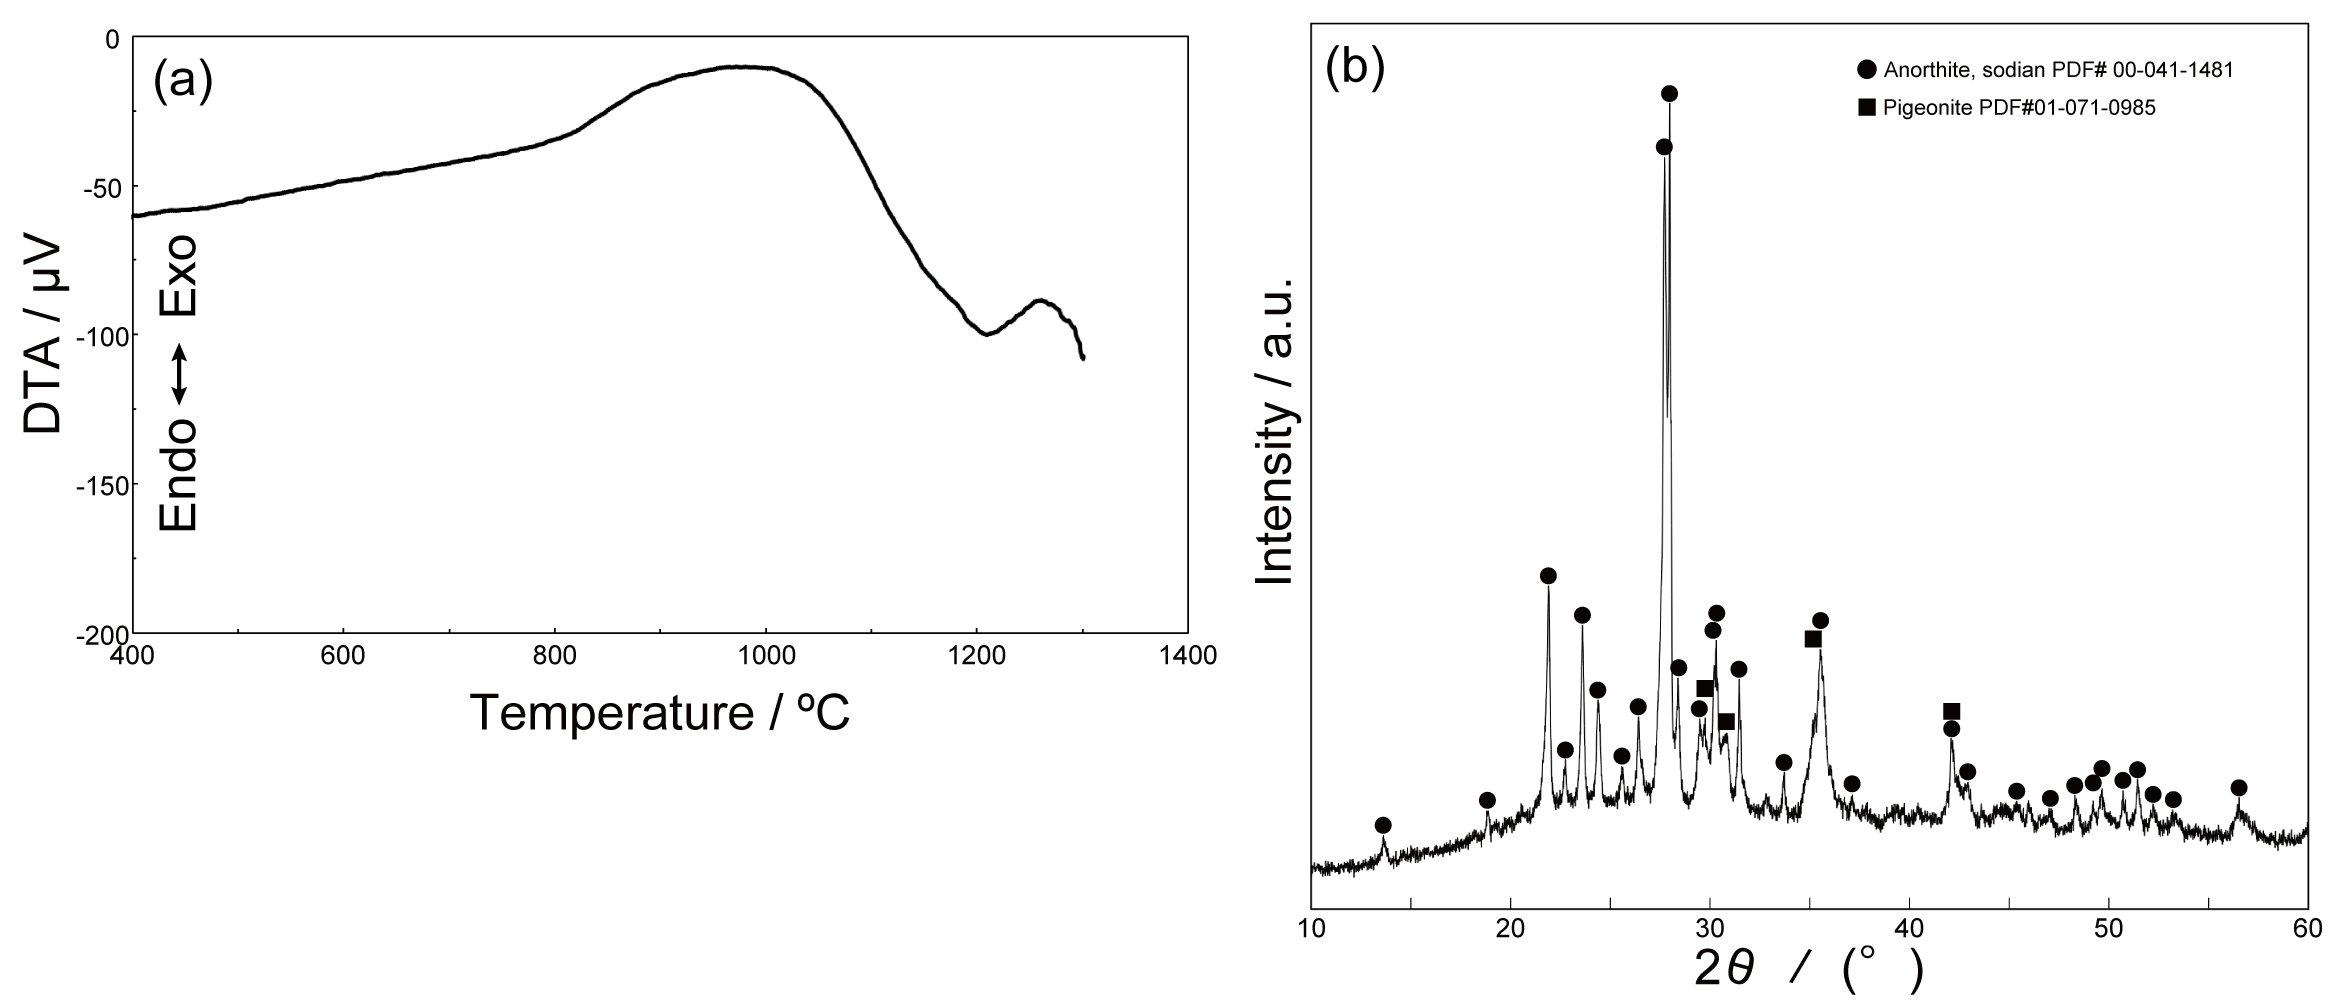 (a)
0
-50
-100
-150
-200
DTA / µV
Endo ↔ Exo
400 600 800 1000 1200 1400
Temperature / ºC
(b)
Anorthite, sodian PDF# 00-041-1481
Pigeonite PDF#01-071-0985
Intensity / a.u.
10 20 30 40 50 60
2θ / (° )